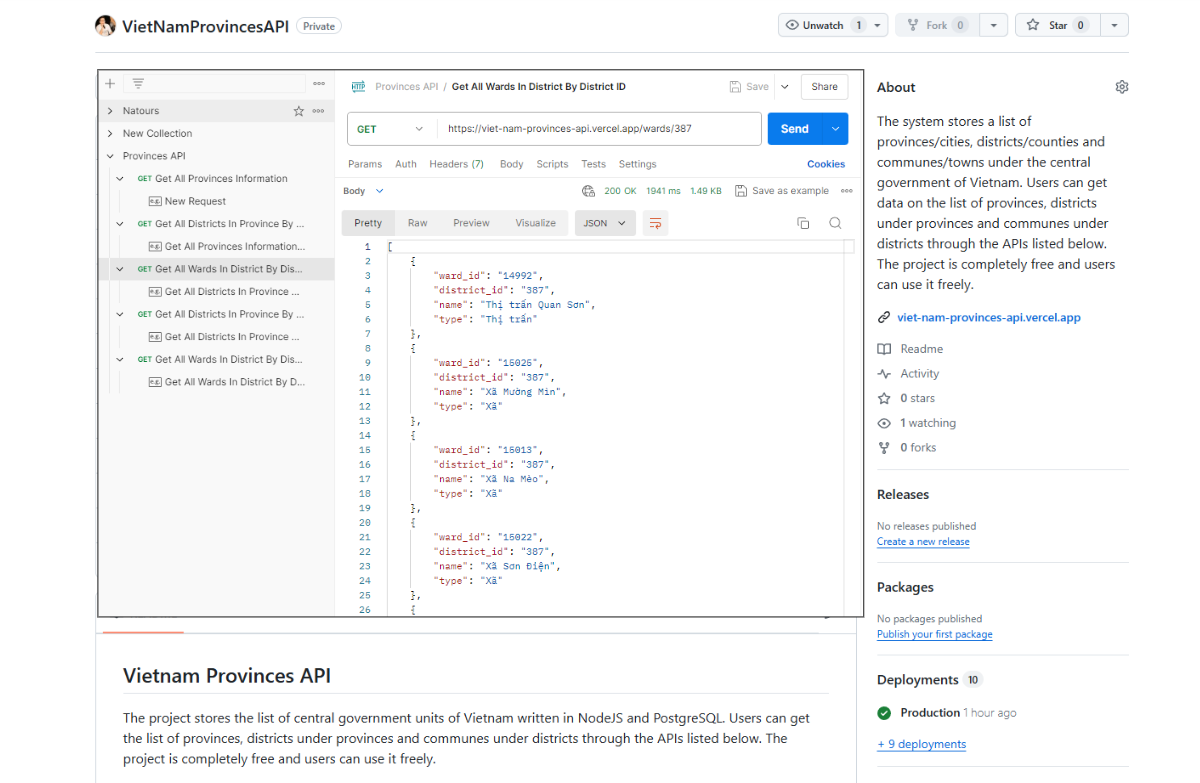 VietNamProvincesAPI Private
Unwatch 1
Fork 0
Star 0
Natours
New Collection
Provinces API
GET Get All Provinces Information
e.g. New Request
GET Get All Districts In Province By ...
e.g. Get All Provinces Information...
GET Get All Wards In District By Dis...
e.g. Get All Districts In Province ...
GET Get All Districts In Province By ...
e.g. Get All Districts In Province ...
GET Get All Wards In District By Dis...
e.g. Get All Wards In District By D...
HTTP Provinces API / Get All Wards In District By District ID
Save
Share
GET
https://viet-nam-provinces-api.vercel.app/wards/387
Send
Params Auth Headers (7) Body Scripts Tests Settings
Cookies
Body
200 OK 1941 ms 1.49 KB
Save as example
Pretty Raw Preview Visualize JSON
1 [
2 {
3 "ward_id": "14992",
4 "district_id": "387",
5 "name": "Thị trấn Quan Sơn",
6 "type": "Thị trấn"
7 },
8 {
9 "ward_id": "15025",
10 "district_id": "387",
11 "name": "Xã Mường Mìn",
12 "type": "Xã"
13 },
14 {
15 "ward_id": "15013",
16 "district_id": "387",
17 "name": "Xã Na Mèo",
18 "type": "Xã"
19 },
20 {
21 "ward_id": "15022",
22 "district_id": "387",
23 "name": "Xã Sơn Điện",
24 "type": "Xã"
25 },
26 {
Vietnam Provinces API
The project stores the list of central government units of Vietnam written in NodeJS and PostgreSQL. Users can get
the list of provinces, districts under provinces and communes under districts through the APIs listed below. The
project is completely free and users can use it freely.
About
The system stores a list of
provinces/cities, districts/counties and
communes/towns under the central
government of Vietnam. Users can get
data on the list of provinces, districts
under provinces and communes under
districts through the APIs listed below.
The project is completely free and users
can use it freely.
viet-nam-provinces-api.vercel.app
Readme
Activity
0 stars
1 watching
0 forks
Releases
No releases published
Create a new release
Packages
No packages published
Publish your first package
Deployments 10
Production 1 hour ago
+ 9 deployments